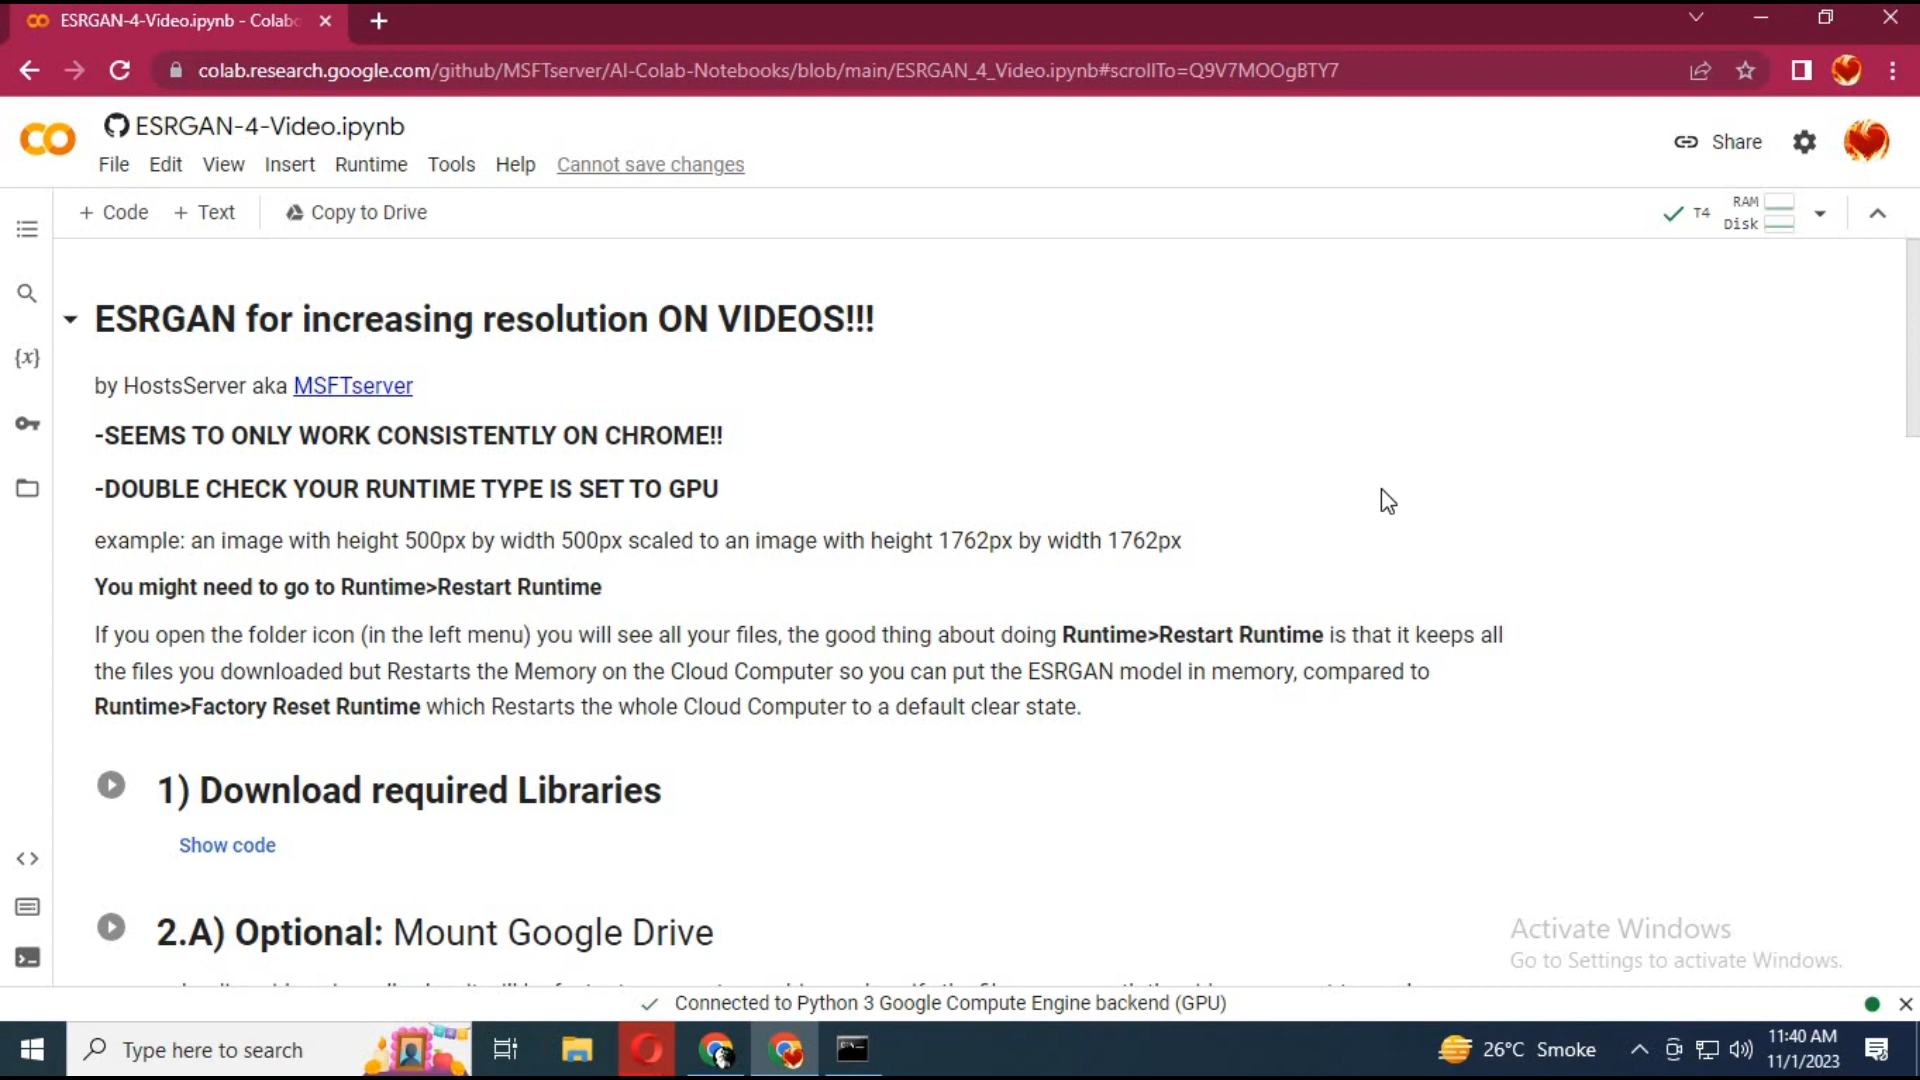 ESRGAN-4-Video.ipynb - Colab
colab.research.google.com/github/MSFTserver/AI-Colab-Notebooks/blob/main/ESRGAN_4_Video.ipynb#scrollTo=Q9V7MOOgBTY7
ESRGAN-4-Video.ipynb
File Edit View Insert Runtime Tools Help Cannot save changes
Share
+ Code + Text Copy to Drive
T4 RAM
Disk
ESRGAN for increasing resolution ON VIDEOS!!!
by HostsServer aka MSFTserver
-SEEMS TO ONLY WORK CONSISTENTLY ON CHROME!!
-DOUBLE CHECK YOUR RUNTIME TYPE IS SET TO GPU
example: an image with height 500px by width 500px scaled to an image with height 1762px by width 1762px
You might need to go to Runtime>Restart Runtime
If you open the folder icon (in the left menu) you will see all your files, the good thing about doing Runtime>Restart Runtime is that it keeps all
the files you downloaded but Restarts the Memory on the Cloud Computer so you can put the ESRGAN model in memory, compared to
Runtime>Factory Reset Runtime which Restarts the whole Cloud Computer to a default clear state.
1) Download required Libraries
Show code
2.A) Optional: Mount Google Drive
Activate Windows
Go to Settings to activate Windows.
Connected to Python 3 Google Compute Engine backend (GPU)
Type here to search
26°C Smoke
11:40 AM
11/1/2023